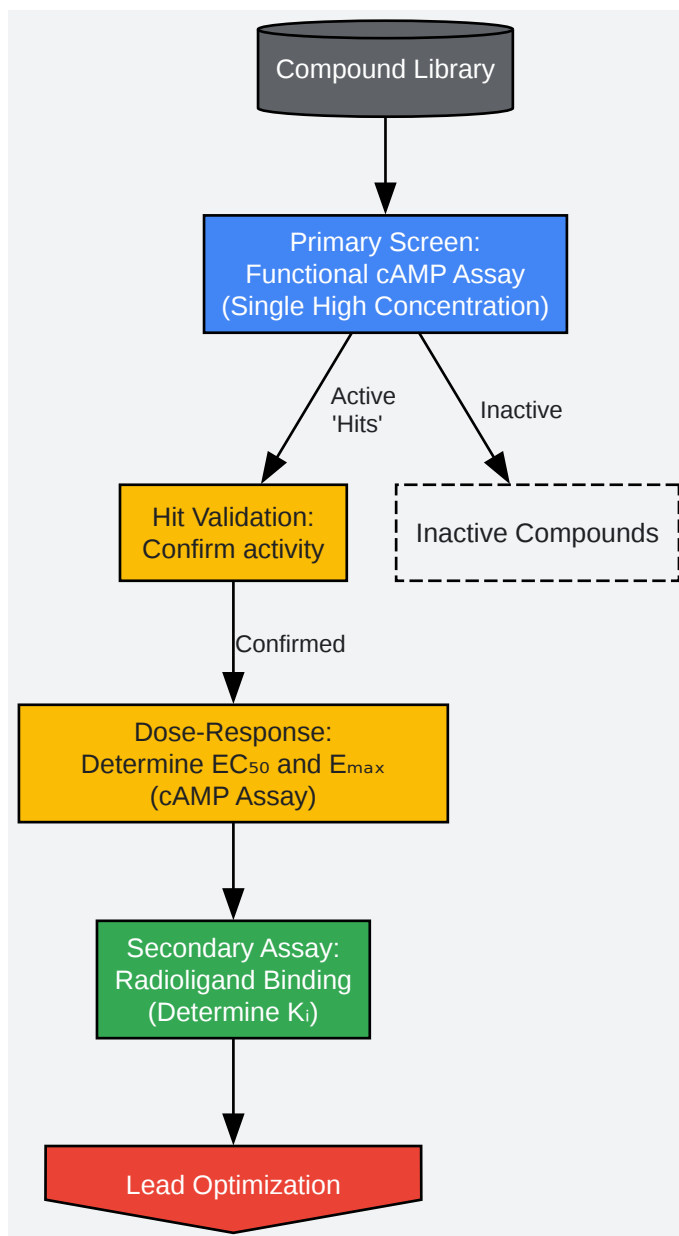 Compound Library
Primary Screen:
Functional cAMP Assay
(Single High Concentration)
Active
'Hits'
Inactive
Hit Validation:
Confirm activity
Inactive Compounds
Confirmed
Dose-Response:
Determine EC₅₀ and Eₘₐₓ
(cAMP Assay)
Secondary Assay:
Radioligand Binding
(Determine Kᵢ)
Lead Optimization